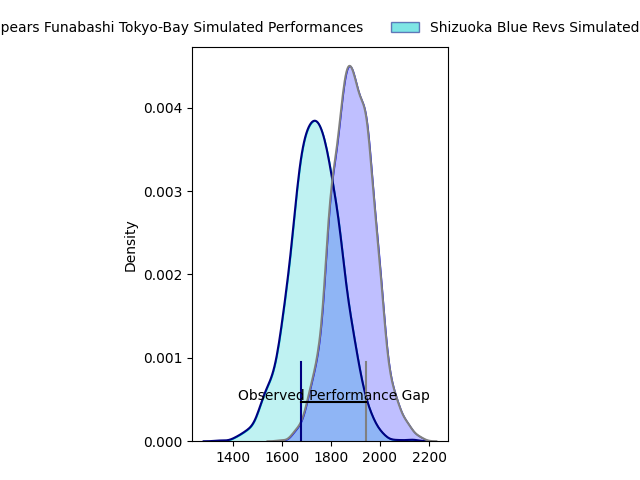 pears Funabashi Tokyo-Bay Simulated Performances
Shizuoka Blue Revs Simulated
Density
0.004
0.003
0.002
0.001
0.000
Observed Performance Gap
1400 1600 1800 2000 2200